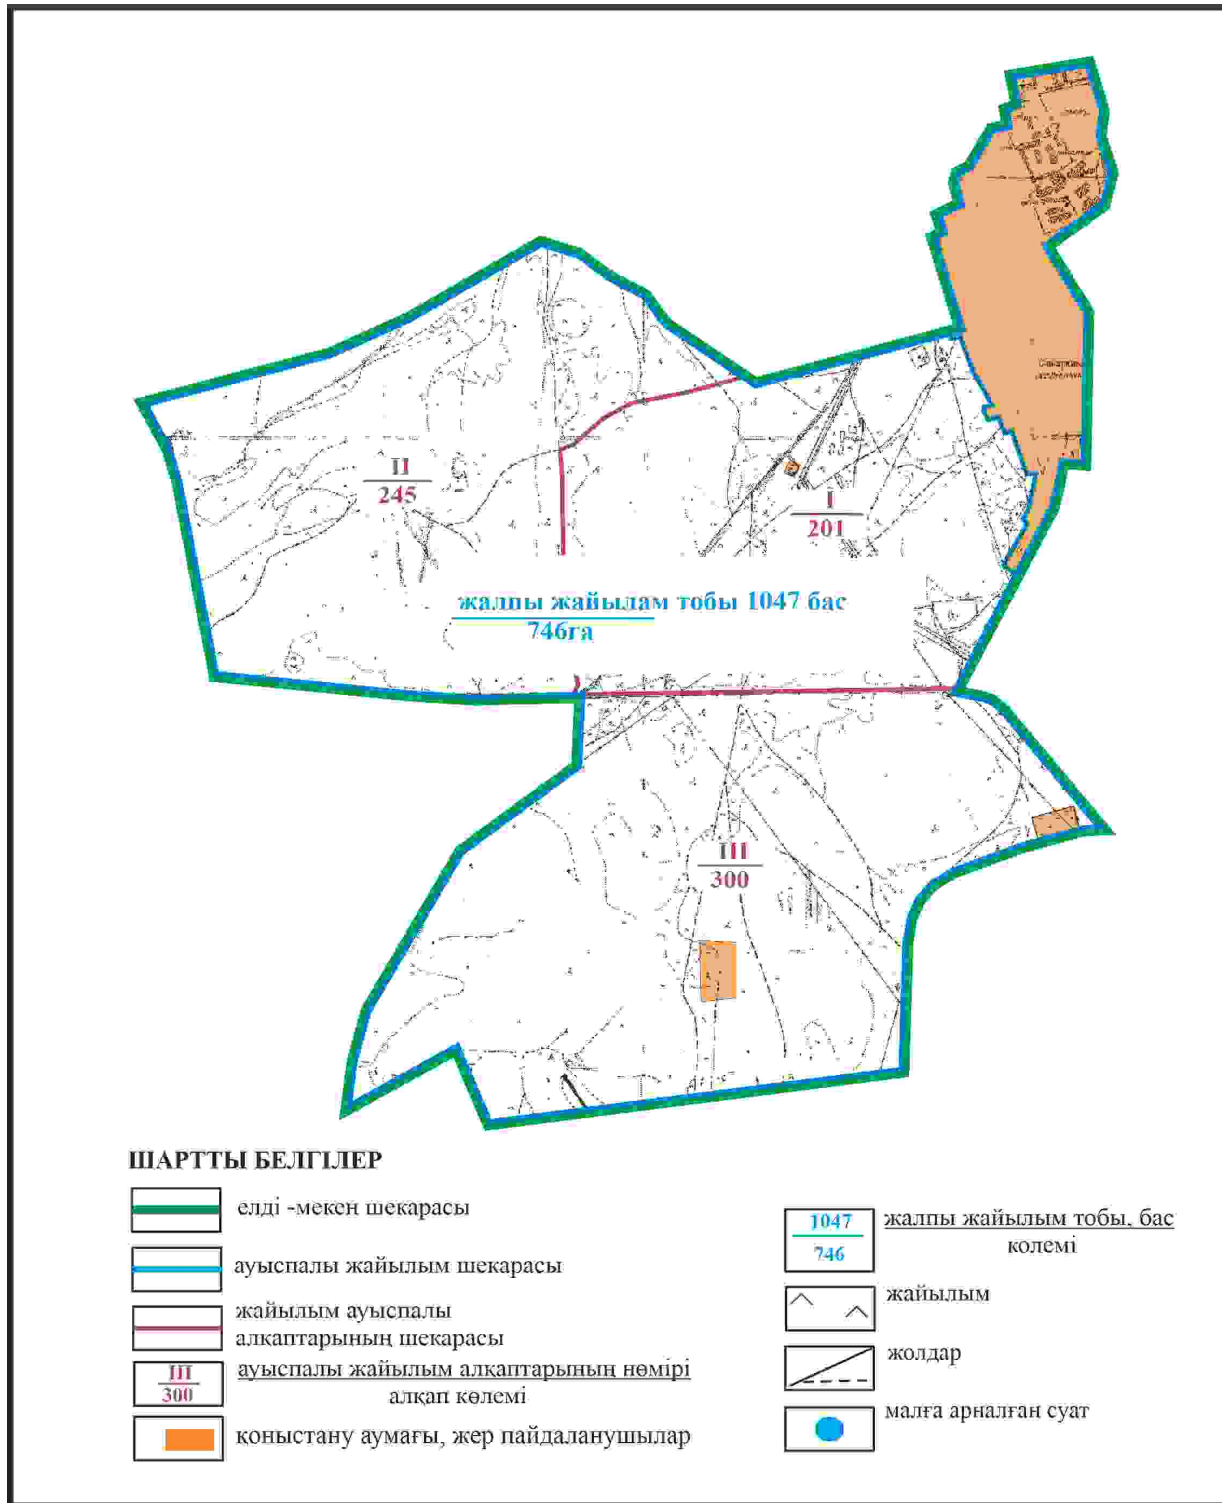 II
245
I
201
жалпы жайылам тобы 1047 бас
746га
III
300
ШАРТТЫ БЕЛГІЛЕР
елді -мекен шекарасы
ауыспалы жайылым шекарасы
жайылым ауыспалы
алқаптарының шекарасы
III
300
ауыспалы жайылым алқаптарының нөмірі
алқап көлемі
қоныстану аумағы, жер пайдаланушылар
1047
746
жалпы жайылым тобы, бас
көлемі
жайылым
жолдар
малға арналған суат